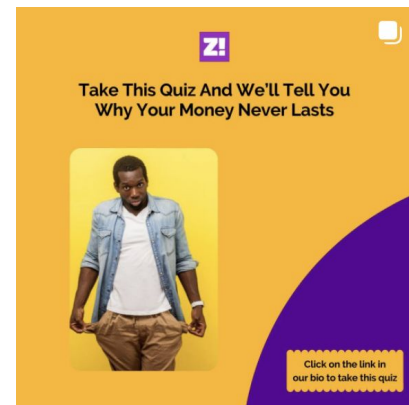 Z!
Take This Quiz And We'll Tell You
Why Your Money Never Lasts
Click on the link in
our bio to take this quiz